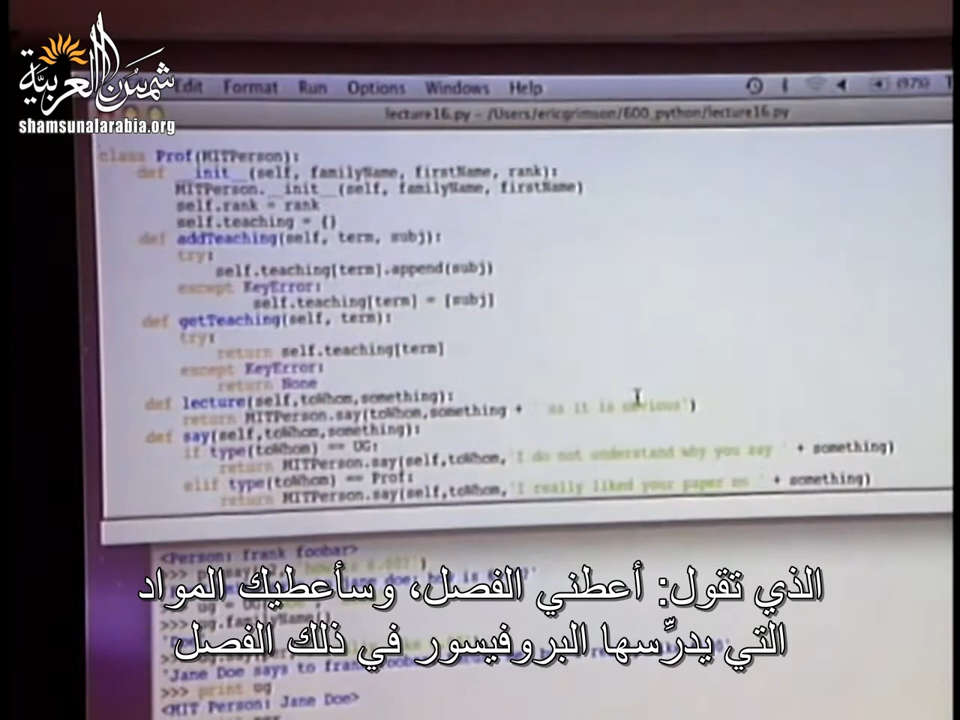 شمس العربية
shamsunalarabia.org
Edit Format Run Options Windows Help
lecture16.py – /Users/ericgrimson/600_python/lecture16.py
class Prof(MITPerson):
def __init__(self, familyName, firstName, rank):
MITPerson.__init__(self, familyName, firstName)
self.rank = rank
self.teaching = {}
def addTeaching(self, term, subj):
try:
self.teaching[term].append(subj)
except KeyError:
self.teaching[term] = [subj]
def getTeaching(self, term):
try:
return self.teaching[term]
except KeyError:
return None
def lecture(self,toWhom,something):
return MITPerson.say(toWhom,something + ' as it is obvious')
def say(self,toWhom,something):
if type(toWhom) == UG:
return MITPerson.say(self,toWhom,'I do not understand why you say ' + something)
elif type(toWhom) == Prof:
return MITPerson.say(self,toWhom,'I really liked your paper on ' + something)
<Person: frank foobar>
الذي تقول: أعطني الفصل، وسأعطيك المواد
التي يدرِّسها البروفيسور في ذلك الفصل
'Jane Doe says to
>>> print ug
<MIT Person: Jane Doe>